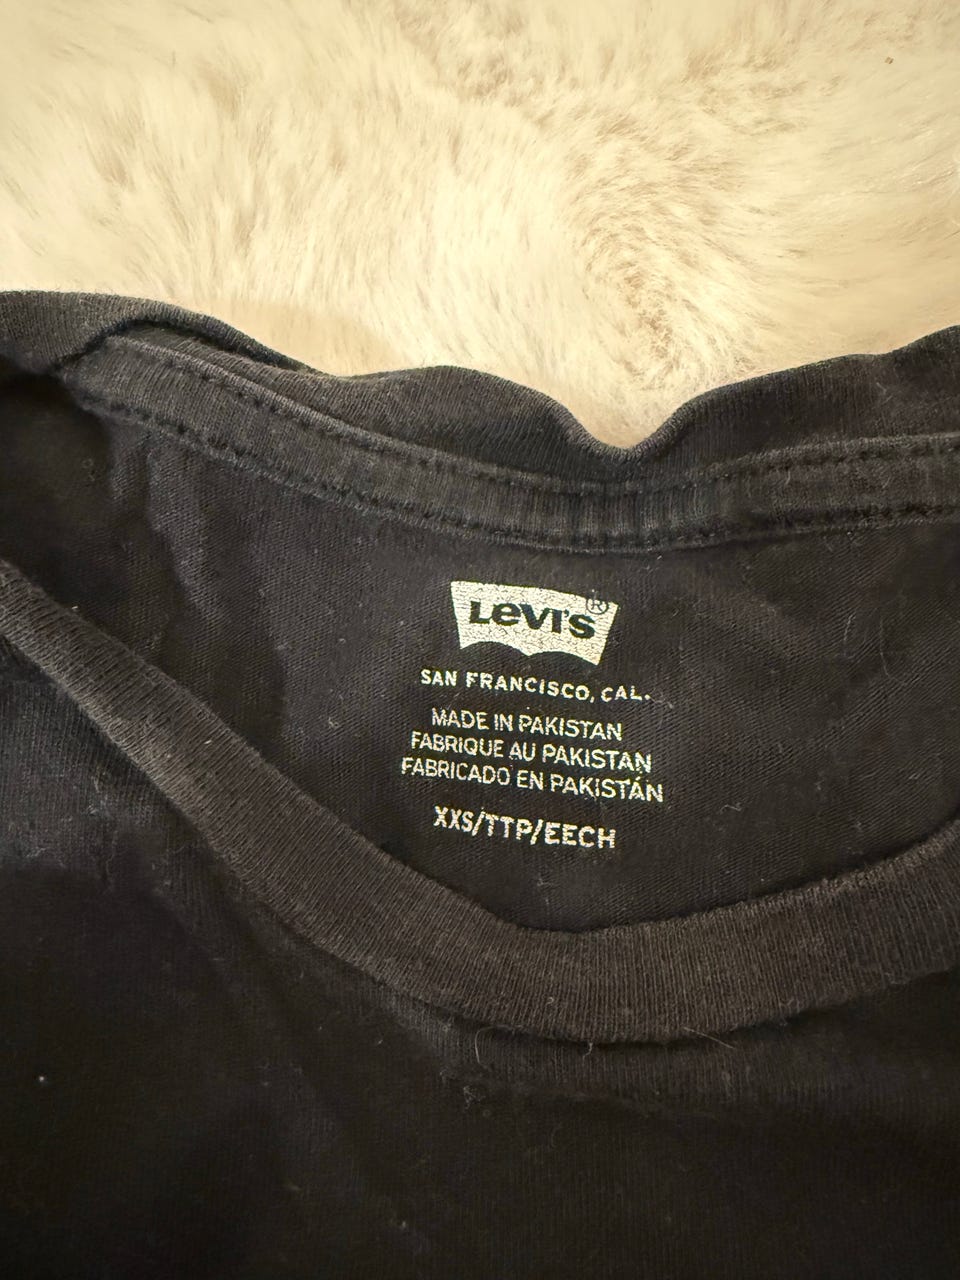 Levi's®
SAN FRANCISCO, CAL.
MADE IN PAKISTAN
FABRIQUE AU PAKISTAN
FABRICADO EN PAKISTÁN
XXS/TTP/EECH